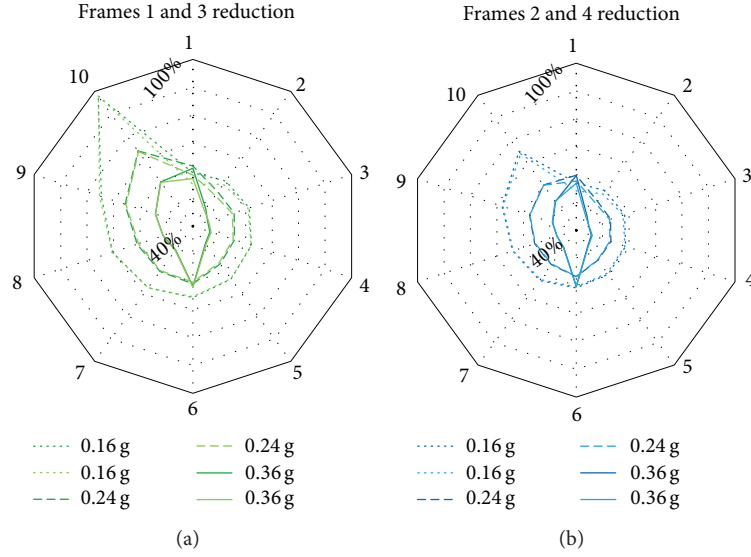 Frames 1 and 3 reduction
1
2
3
4
5
6
7
8
9
10
100%
40%
0.16 g
0.16 g
0.24 g
0.24 g
0.36 g
0.36 g
(a)
Frames 2 and 4 reduction
1
2
3
4
5
6
7
8
9
10
100%
40%
0.16 g
0.16 g
0.24 g
0.24 g
0.36 g
0.36 g
(b)